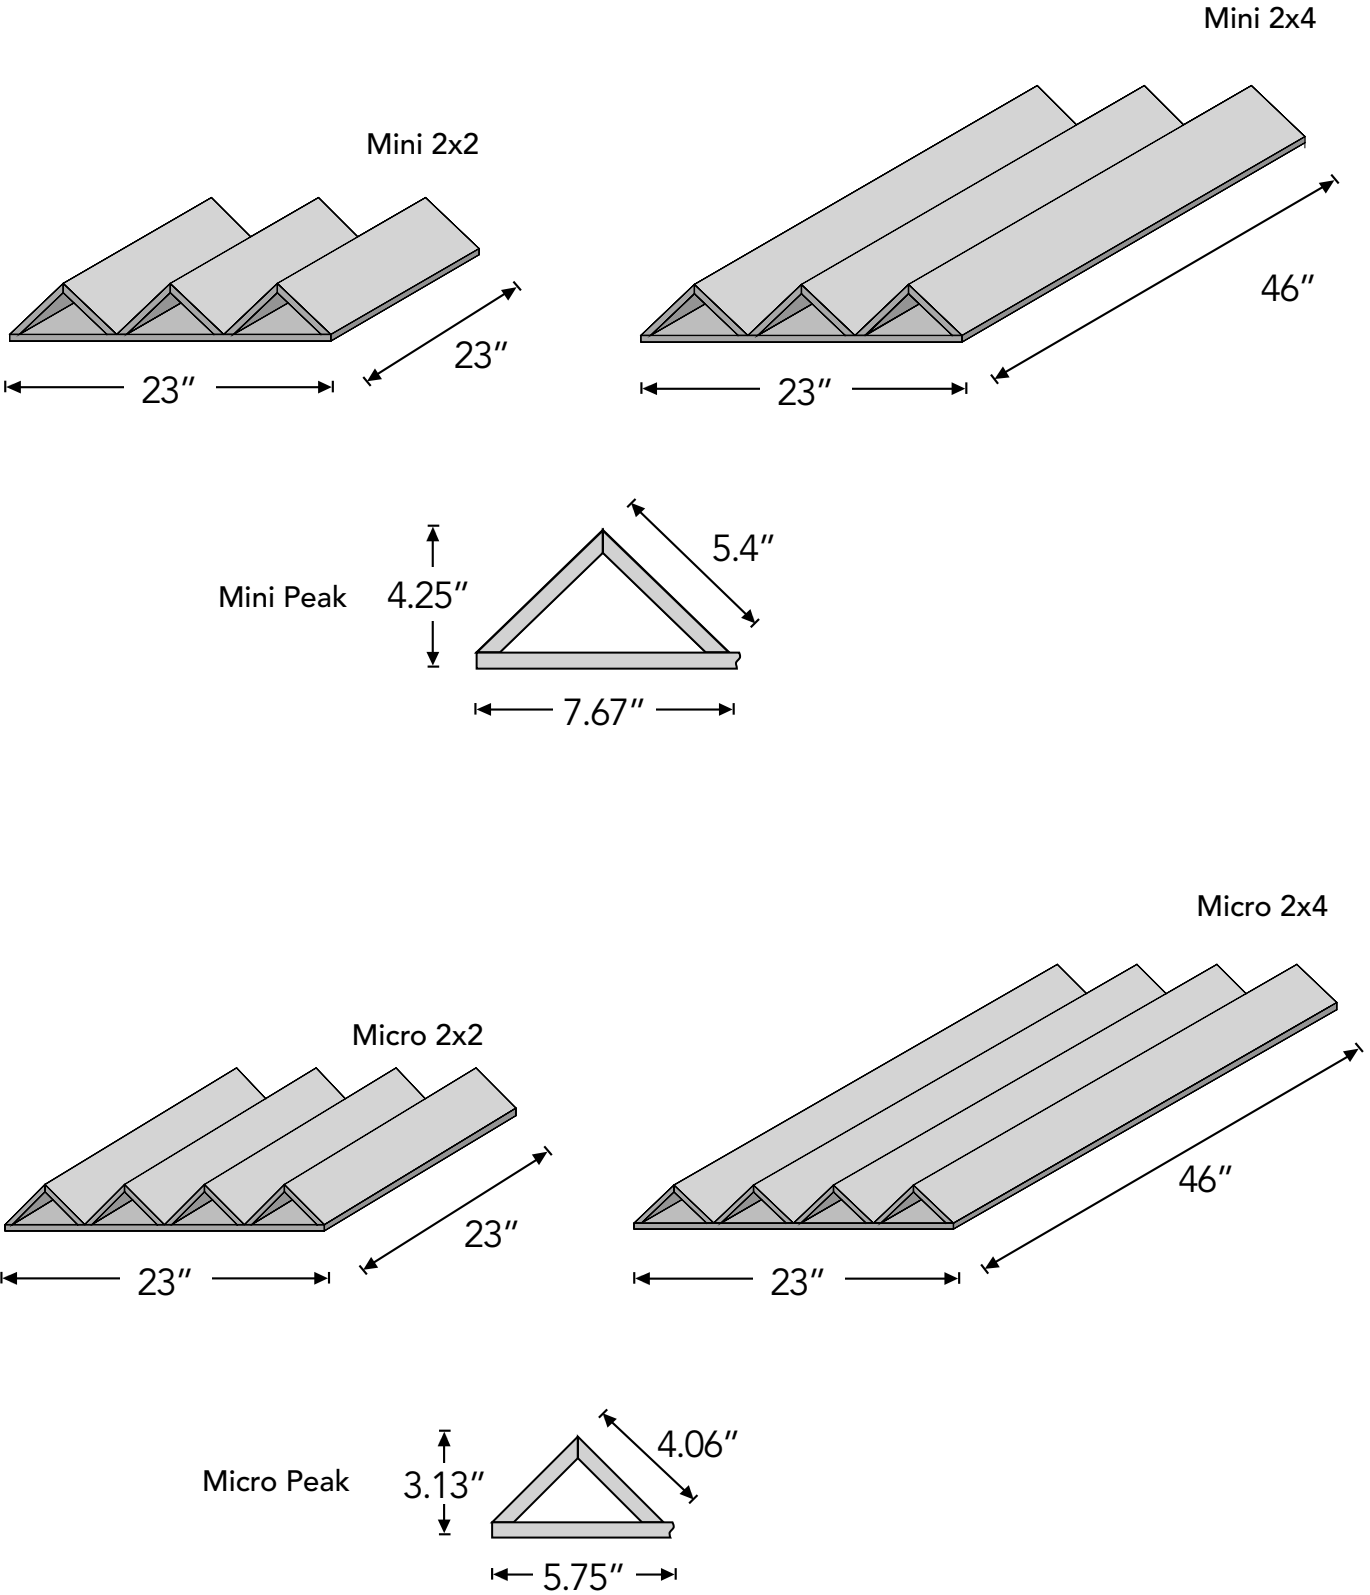 Mini 2x4
Mini 2x2
46”
23”
23”
23”
5.4”
Mini Peak
4.25”
7.67”
Micro 2x4
Micro 2x2
46”
23”
23”
23”
4.06”
Micro Peak
3.13”
5.75”